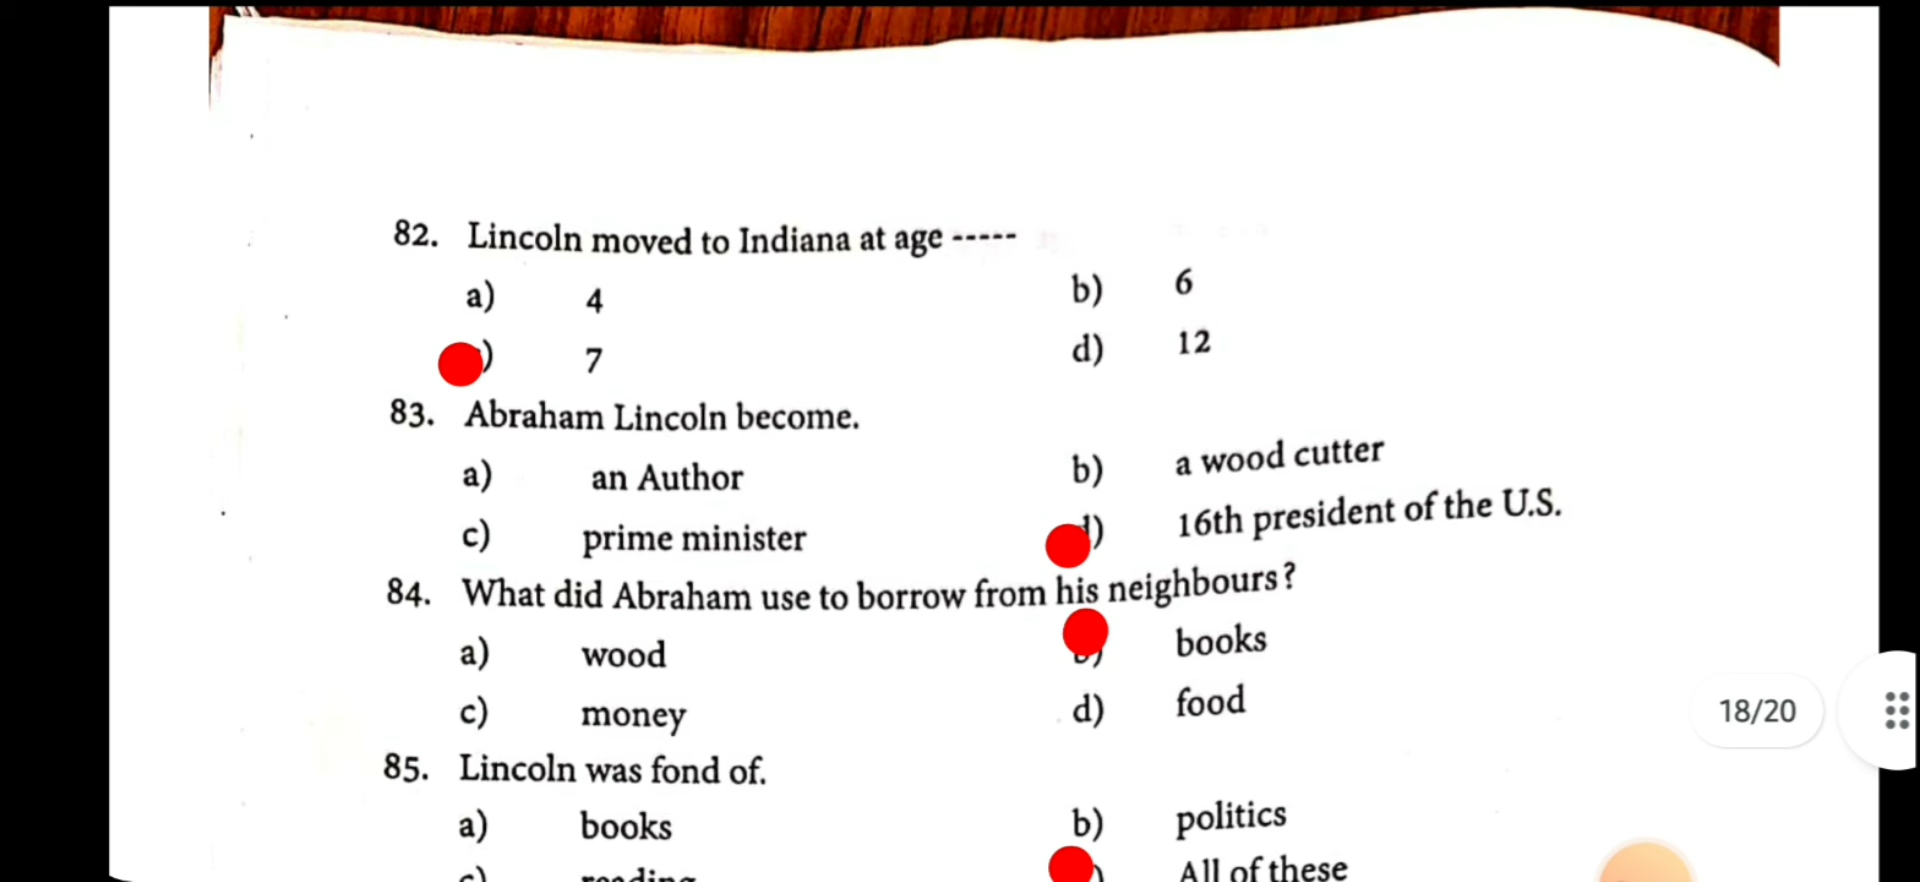 82. Lincoln moved to Indiana at age -----
a) 4 b) 6
) 7 d) 12
83. Abraham Lincoln become.
a) an Author b) a wood cutter
c) prime minister d) 16th president of the U.S.
84. What did Abraham use to borrow from his neighbours?
a) wood b) books
c) money d) food
85. Lincoln was fond of.
a) books b) politics
c) reading ) All of these
18/20